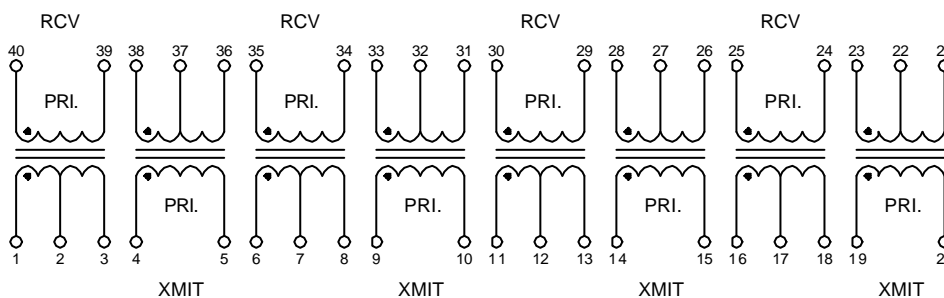 RCV RCV RCV RCV
40 39 38 37 36 35 34 33 32 31 30 29 28 27 26 25 24 23 22
PRI. PRI. PRI. PRI.
PRI. PRI. PRI. PRI.
1 2 3 4 5 6 7 8 9 10 11 12 13 14 15 16 17 18 19
XMIT XMIT XMIT XMIT